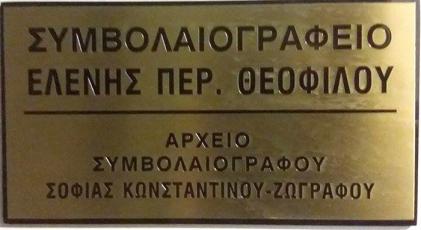 ΣΥΜΒΟΛΑΙΟΓΡΑΦΕΙΟ
ΕΛΕΝΗΣ ΠΕΡ. ΘΕΟΦΙΛΟΥ
ΑΡΧΕΙΟ
ΣΥΜΒΟΛΑΙΟΓΡΑΦΟΥ
ΣΟΦΙΑΣ ΚΩΝΣΤΑΝΤΙΝΟΥ-ΖΩΓΡΑΦΟΥ